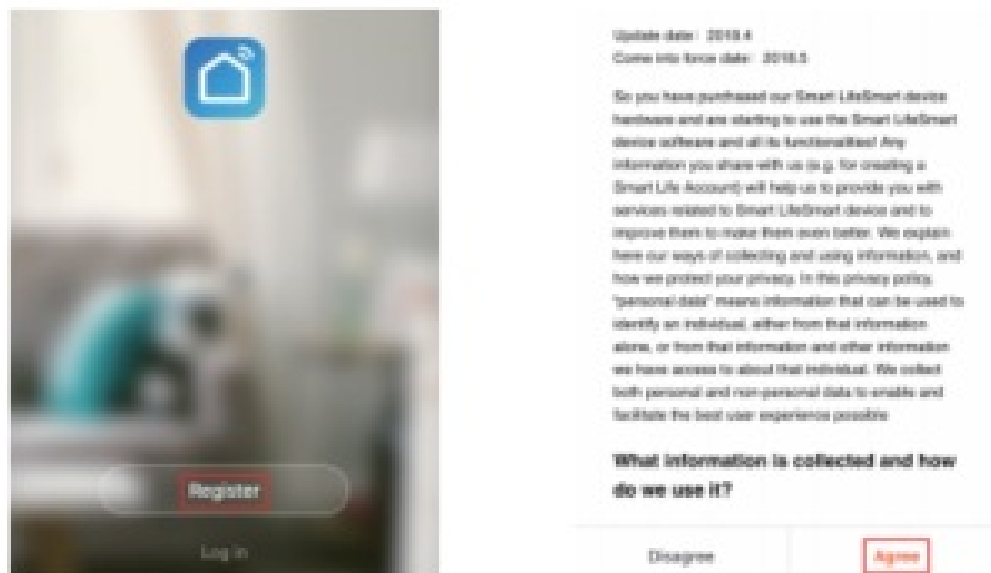 Register
Log in
Update date: 2018.4
Come into force date: 2018.5
So you have purchased our Smart LifeSmart device
hardware and are starting to use the Smart LifeSmart
device software and all its functionalities! Any
information you share with us (e.g. for creating a
Smart Life Account) will help us to provide you with
services related to Smart LifeSmart device and to
improve them to make them even better. We explain
here our ways of collecting and using information, and
how we protect your privacy. In this privacy policy,
"personal data" means information that can be used to
identify an individual, either from that information
alone, or from that information and other information
we have access to about that individual. We collect
both personal and non-personal data to enable and
facilitate the best user experience possible
What information is collected and how
do we use it?
Disagree
Agree